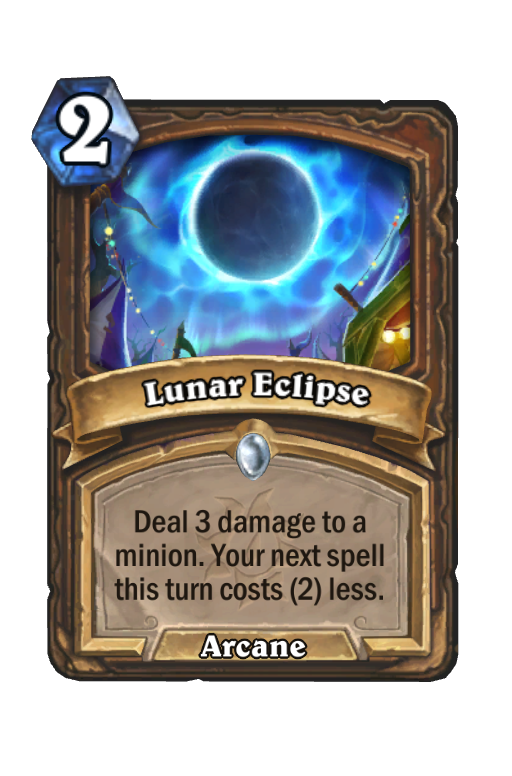 2
Lunar Eclipse
Deal 3 damage to a
minion. Your next spell
this turn costs (2) less.
Arcane